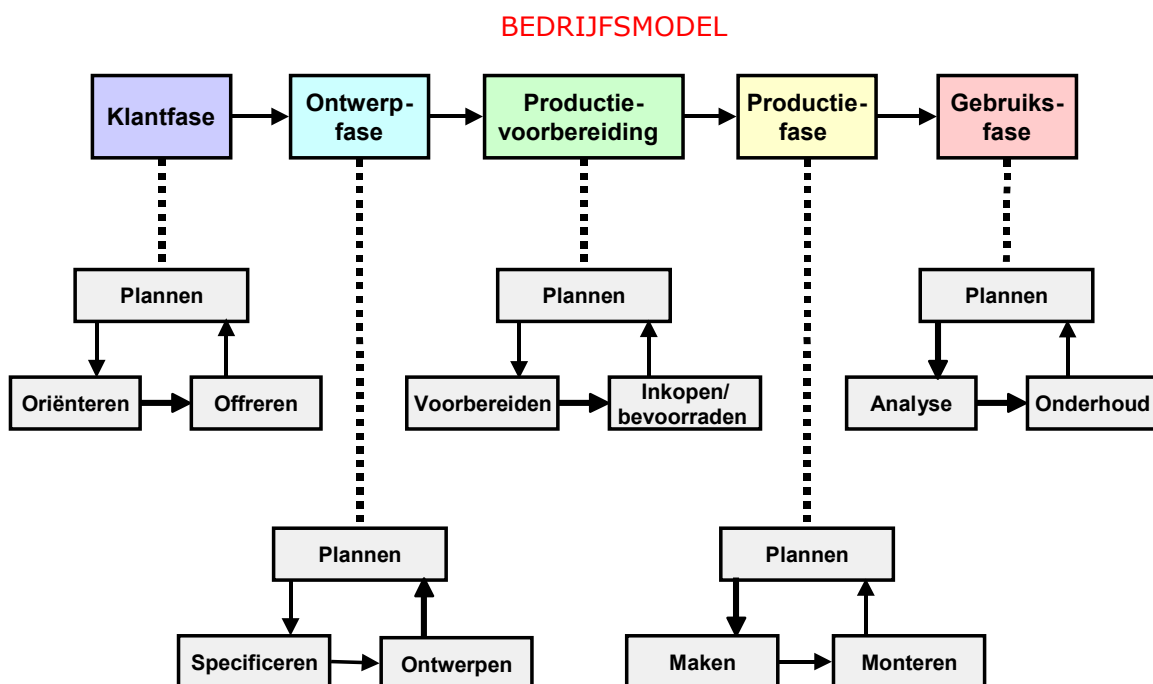 BEDRIJFSMODEL
Klantfase
Ontwerp-
fase
Productie-
voorbereiding
Productie-
fase
Gebruiks-
fase
Plannen
Plannen
Plannen
Oriënteren
Offreren
Voorbereiden
Inkopen/
bevoorraden
Analyse
Onderhoud
Plannen
Plannen
Specificeren
Ontwerpen
Maken
Monteren